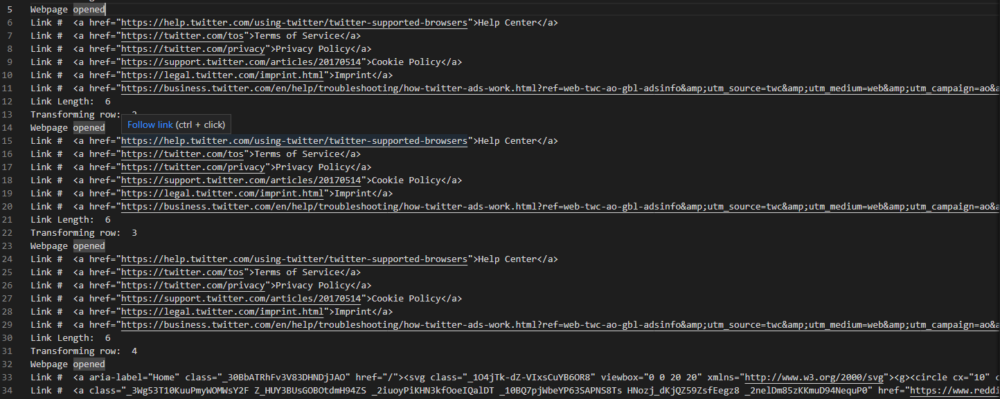 5 Webpage opened
6 Link # <a href="https://help.twitter.com/using-twitter/twitter-supported-browsers">Help Center</a>
7 Link # <a href="https://twitter.com/tos">Terms of Service</a>
8 Link # <a href="https://twitter.com/privacy">Privacy Policy</a>
9 Link # <a href="https://support.twitter.com/articles/20170514">Cookie Policy</a>
10 Link # <a href="https://legal.twitter.com/imprint.html">Imprint</a>
11 Link # <a href="https://business.twitter.com/en/help/troubleshooting/how-twitter-ads-work.html?ref=web-twc-ao-gbl-adsinfo&amp;utm_source=twc&amp;utm_medium=web&amp;utm_campaign=ao&a
12 Link Length: 6
13 Transforming row: 2
Follow link (ctrl + click)
14 Webpage opened
15 Link # <a href="https://help.twitter.com/using-twitter/twitter-supported-browsers">Help Center</a>
16 Link # <a href="https://twitter.com/tos">Terms of Service</a>
17 Link # <a href="https://twitter.com/privacy">Privacy Policy</a>
18 Link # <a href="https://support.twitter.com/articles/20170514">Cookie Policy</a>
19 Link # <a href="https://legal.twitter.com/imprint.html">Imprint</a>
20 Link # <a href="https://business.twitter.com/en/help/troubleshooting/how-twitter-ads-work.html?ref=web-twc-ao-gbl-adsinfo&amp;utm_source=twc&amp;utm_medium=web&amp;utm_campaign=ao&a
21 Link Length: 6
22 Transforming row: 3
23 Webpage opened
24 Link # <a href="https://help.twitter.com/using-twitter/twitter-supported-browsers">Help Center</a>
25 Link # <a href="https://twitter.com/tos">Terms of Service</a>
26 Link # <a href="https://twitter.com/privacy">Privacy Policy</a>
27 Link # <a href="https://support.twitter.com/articles/20170514">Cookie Policy</a>
28 Link # <a href="https://legal.twitter.com/imprint.html">Imprint</a>
29 Link # <a href="https://business.twitter.com/en/help/troubleshooting/how-twitter-ads-work.html?ref=web-twc-ao-gbl-adsinfo&amp;utm_source=twc&amp;utm_medium=web&amp;utm_campaign=ao&a
30 Link Length: 6
31 Transforming row: 4
32 Webpage opened
33 Link # <a aria-label="Home" class="_30BbATRhFv3V83DHNDjJAO" href="/"><svg class="_1O4jTk-dZ-VIxsCuYB6OR8" viewbox="0 0 20 20" xmlns="http://www.w3.org/2000/svg"><g><circle cx="10" c
34 Link # <a class="_3Wg53T10KuuPmyWOMWsY2F Z_HUY3BUsGOBOtdmH94ZS _2iuoyPiKHN3kfOoeIQalDT _10BQ7pjWbeYP63SAPNS8Ts HNozj_dKjQZ59ZsfEegz8 _2nelDm85zKKmuD94NequP0" href="https://www.reddi